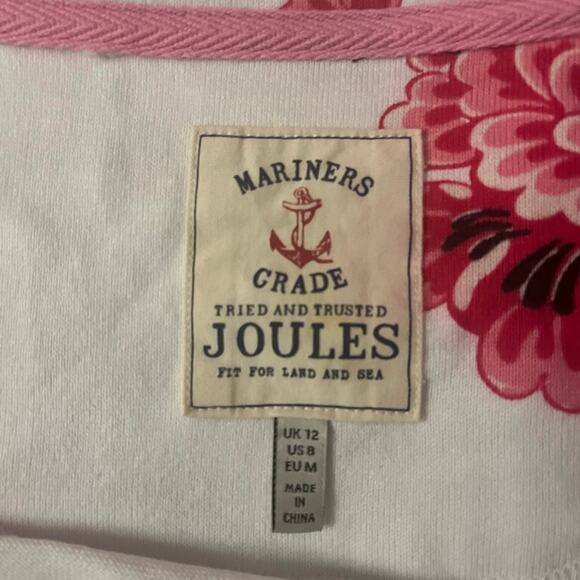 MARINERS
GRADE
TRIED AND TRUSTED
JOULES
FIT FOR LAND AND SEA
UK 12
US 8
EU M
MADE
IN
CHINA